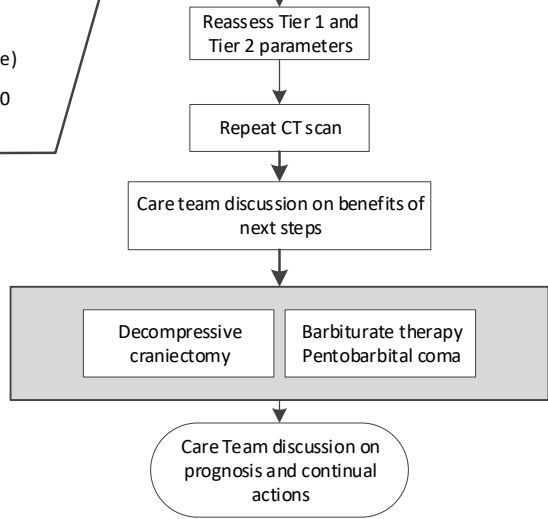 Reassess Tier 1 and
Tier 2 parameters
e)
0
Repeat CT scan
Care team discussion on benefits of
next steps
Decompressive
craniectomy
Barbiturate therapy
Pentobarbital coma
Care Team discussion on
prognosis and continual
actions